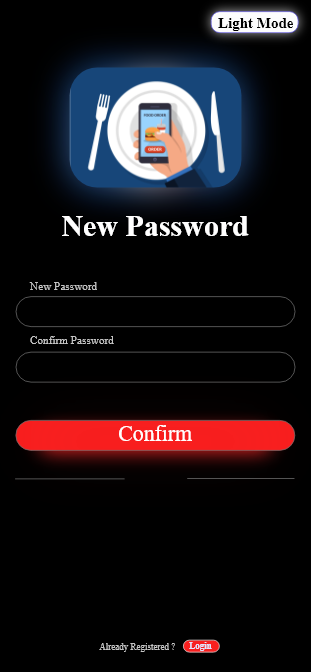 Light Mode
FOOD ORDER
ORDER
New Password
New Password
Confirm Password
Confirm
Already Registered ?
Login